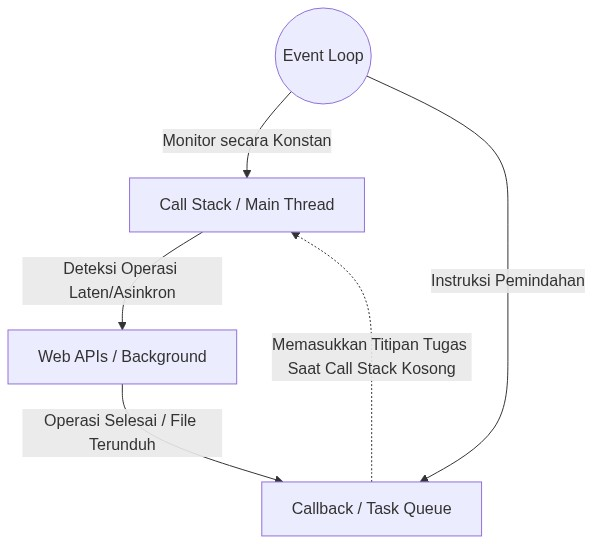 Event Loop
Monitor secara Konstan
Call Stack / Main Thread
Deteksi Operasi
Laten/Asinkron
Instruksi Pemindahan
Web APIs / Background
Memasukkan Titipan Tugas
Saat Call Stack Kosong
Operasi Selesai / File
Terunduh
Callback / Task Queue